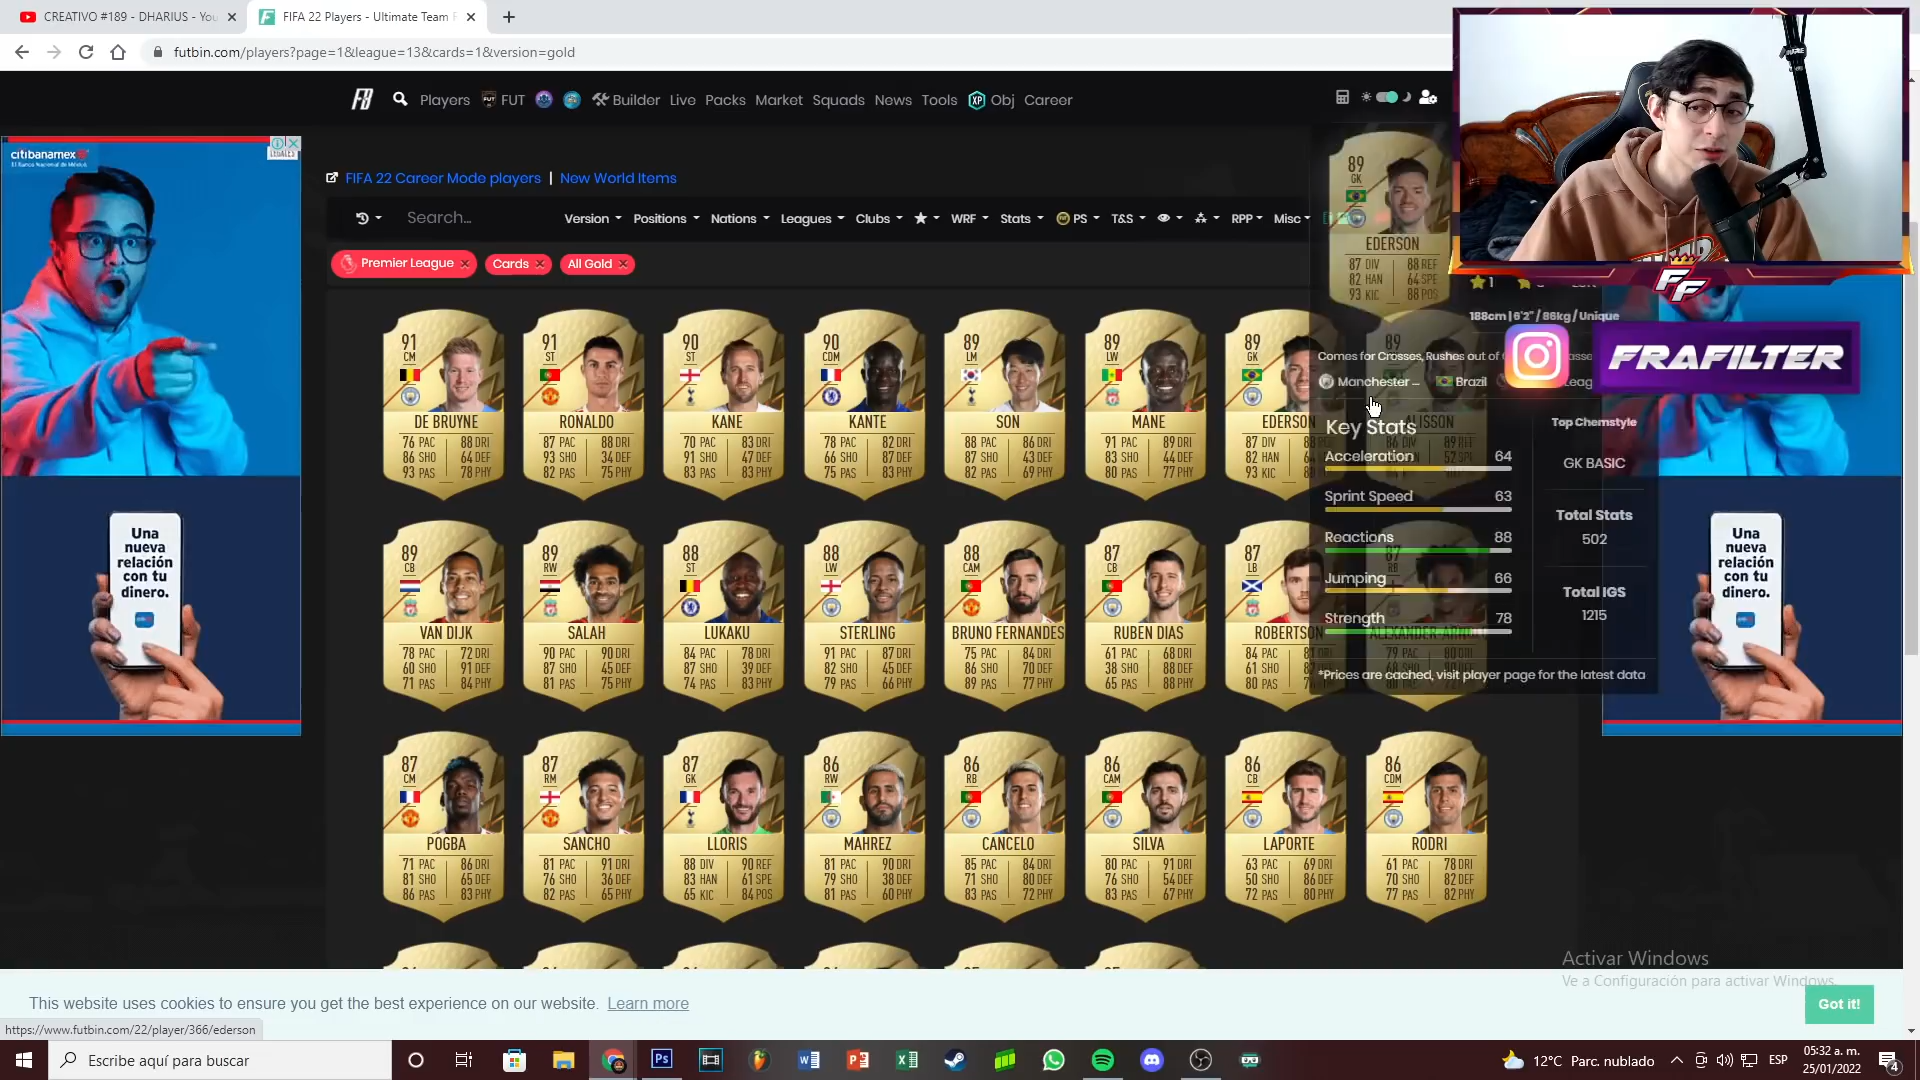 CREATIVO #189 - DHARIUS - You
FIFA 22 Players - Ultimate Team
futbin.com/players?page=1&league=13&cards=1&version=gold
Players
FUT
Builder
Live
Packs
Market
Squads
News
Tools
XP Obj
Career
citibanamex
El Banco Nacional de México
FIFA 22 Career Mode players | New World Items
Search...
Version
Positions
Nations
Leagues
Clubs
WRF
Stats
PS
T&S
RPP
Misc
Premier League
Cards
All Gold
89
GK
EDERSON
87 DIV 88 REF
82 HAN 64 SPE
93 KIC 88 POS
188cm | 6'2" / 86kg / Unique
Comes for Crosses, Rushes out of
Manchester
Brazil
FRAFILTER
FF
Key Stats
Acceleration 64
Sprint Speed 63
Reactions 88
Jumping 66
Strength 78
Top Chemstyle
GK BASIC
Total Stats
502
Total IGS
1215
*Prices are cached, visit player page for the latest data
91
CM
DE BRUYNE
76 PAC 88 DRI
86 SHO 64 DEF
93 PAS 78 PHY
91
ST
RONALDO
87 PAC 88 DRI
93 SHO 34 DEF
82 PAS 75 PHY
90
ST
KANE
70 PAC 83 DRI
91 SHO 47 DEF
83 PAS 83 PHY
90
CDM
KANTE
78 PAC 82 DRI
66 SHO 87 DEF
75 PAS 83 PHY
89
LM
SON
88 PAC 86 DRI
87 SHO 43 DEF
82 PAS 69 PHY
89
LW
MANE
91 PAC 89 DRI
83 SHO 44 DEF
80 PAS 77 PHY
89
GK
EDERSON
87 DIV
82 HAN
93 KIC
89
ALISSON
89
CB
VAN DIJK
78 PAC 72 DRI
60 SHO 91 DEF
71 PAS 84 PHY
89
RW
SALAH
90 PAC 90 DRI
87 SHO 45 DEF
81 PAS 75 PHY
88
ST
LUKAKU
84 PAC 78 DRI
87 SHO 39 DEF
74 PAS 83 PHY
88
LW
STERLING
91 PAC 87 DRI
82 SHO 45 DEF
79 PAS 66 PHY
88
CAM
BRUNO FERNANDES
75 PAC 84 DRI
86 SHO 70 DEF
89 PAS 77 PHY
87
CB
RUBEN DIAS
61 PAC 68 DRI
38 SHO 88 DEF
65 PAS 88 PHY
87
LB
ROBERTSON
84 PAC
61 SHO
80 PAS
87
87
CM
POGBA
71 PAC 86 DRI
81 SHO 65 DEF
86 PAS 83 PHY
87
RM
SANCHO
81 PAC 91 DRI
76 SHO 36 DEF
82 PAS 65 PHY
87
GK
LLORIS
88 DIV 90 REF
83 HAN 61 SPE
65 KIC 84 POS
86
RW
MAHREZ
81 PAC 90 DRI
79 SHO 38 DEF
81 PAS 60 PHY
86
RB
CANCELO
85 PAC 84 DRI
71 SHO 80 DEF
83 PAS 72 PHY
86
CAM
SILVA
80 PAC 91 DRI
76 SHO 54 DEF
83 PAS 67 PHY
86
CB
LAPORTE
63 PAC 69 DRI
50 SHO 86 DEF
72 PAS 80 PHY
86
CDM
RODRI
61 PAC 78 DRI
70 SHO 82 DEF
77 PAS 82 PHY
Una
nueva
relación
con tu
dinero.
Una
nueva
relación
con tu
dinero.
Activar Windows
Ve a Configuración para activar Windows.
This website uses cookies to ensure you get the best experience on our website. Learn more
Got it!
https://www.futbin.com/22/player/366/ederson
Escribe aquí para buscar
12°C Parc. nublado
ESP
05:32 a. m.
25/01/2022
4